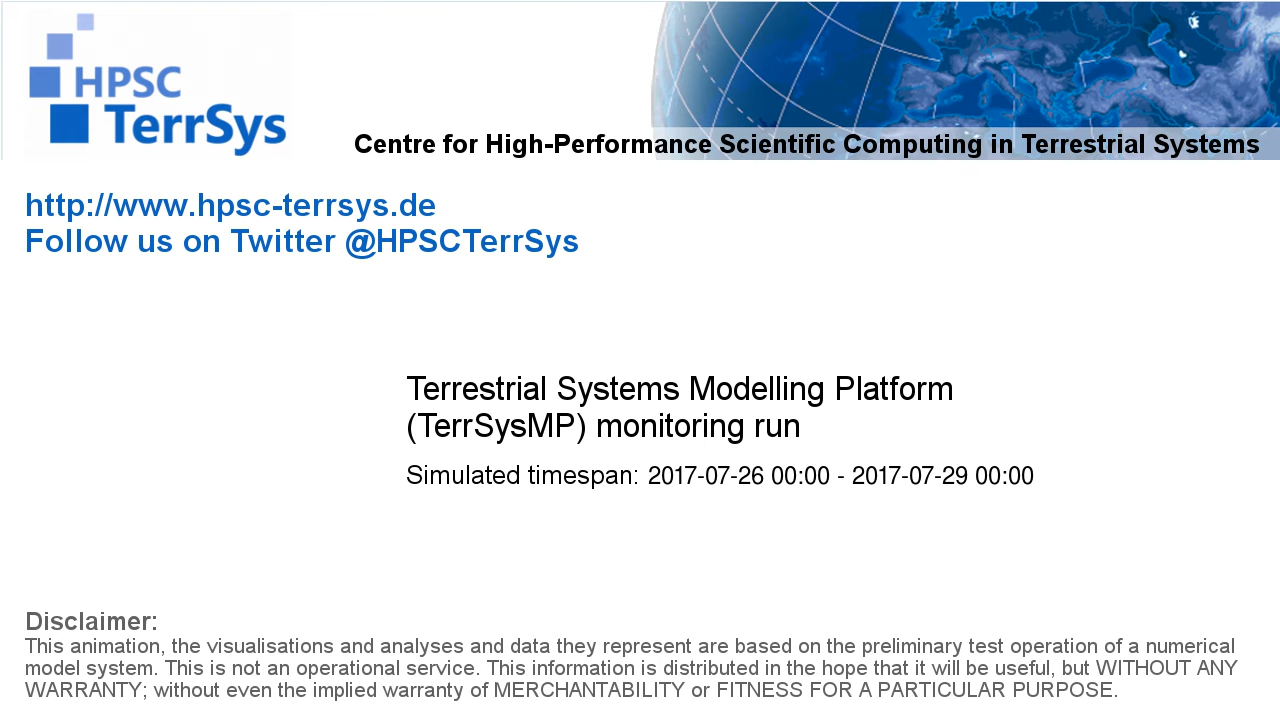 HPSC
TerrSys
Centre for High-Performance Scientific Computing in Terrestrial Systems
http://www.hpsc-terrsys.de
Follow us on Twitter @HPSCTerrSys
Terrestrial Systems Modelling Platform
(TerrSysMP) monitoring run
Simulated timespan: 2017-07-26 00:00 - 2017-07-29 00:00
Disclaimer:
This animation, the visualisations and analyses and data they represent are based on the preliminary test operation of a numerical
model system. This is not an operational service. This information is distributed in the hope that it will be useful, but WITHOUT ANY
WARRANTY; without even the implied warranty of MERCHANTABILITY or FITNESS FOR A PARTICULAR PURPOSE.